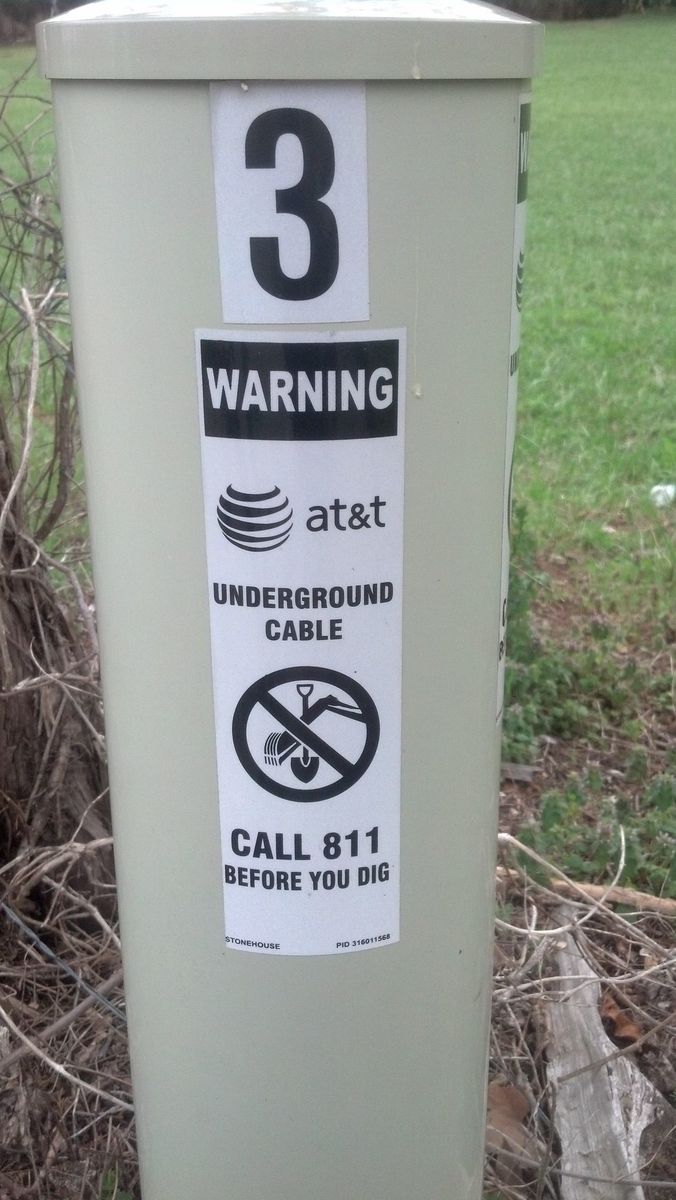 3
WARNING
at&t
UNDERGROUND
CABLE
CALL 811
BEFORE YOU DIG
STONEHOUSE PID 316011568